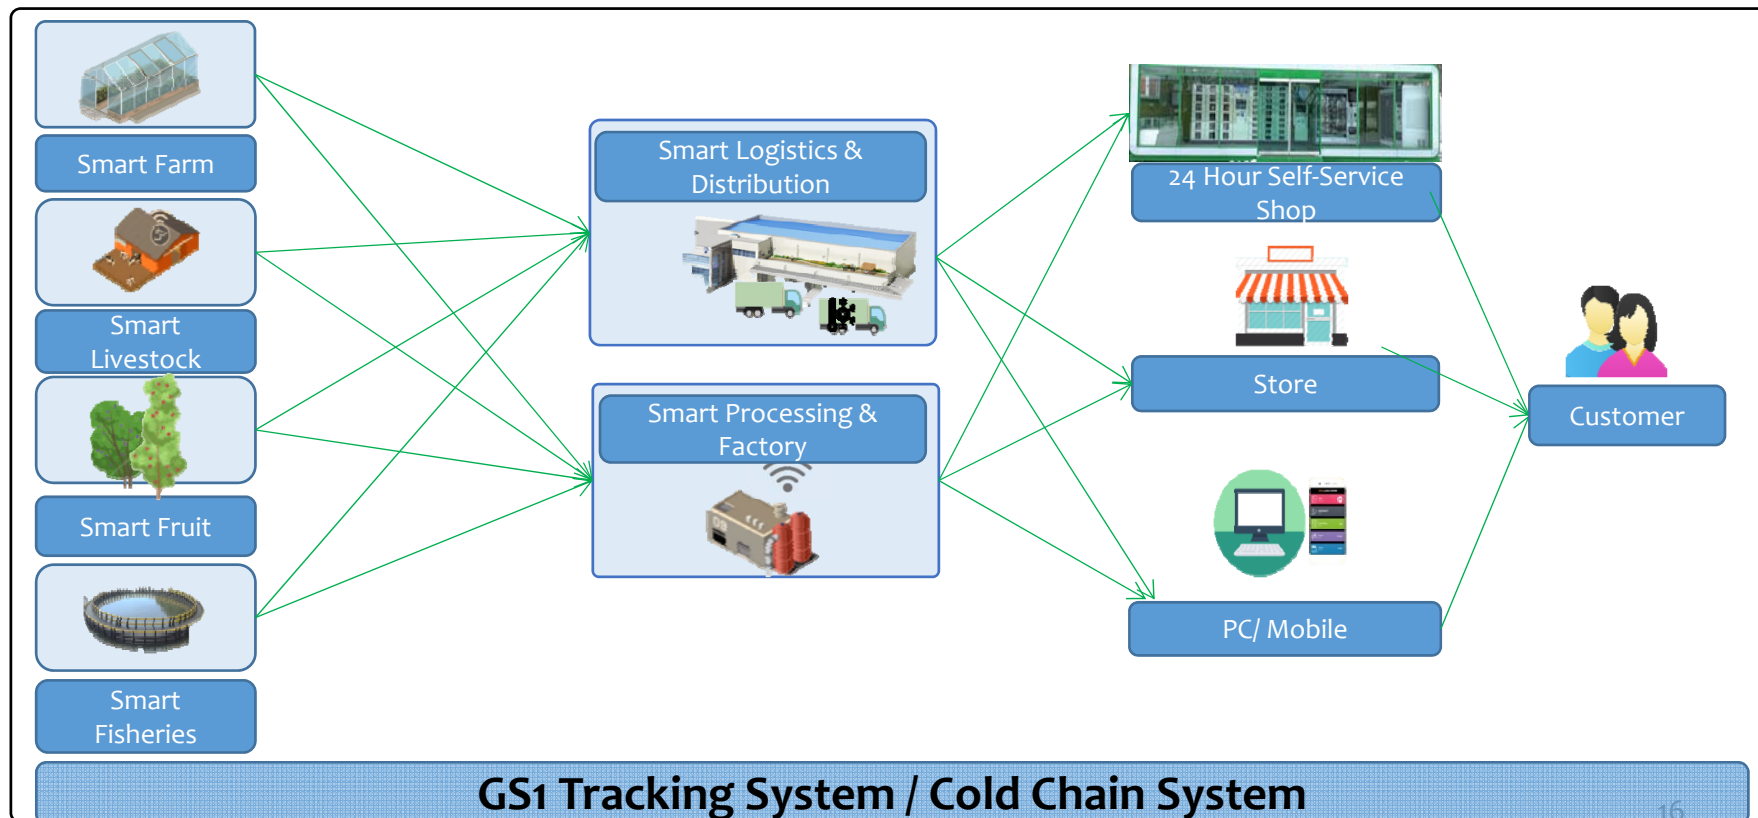 Smart Farm
Smart
Livestock
Smart Fruit
Smart
Fisheries
Smart Logistics &
Distribution
Smart Processing &
Factory
24 Hour Self-Service
Shop
Store
PC/ Mobile
Customer
GS1 Tracking System / Cold Chain System
16